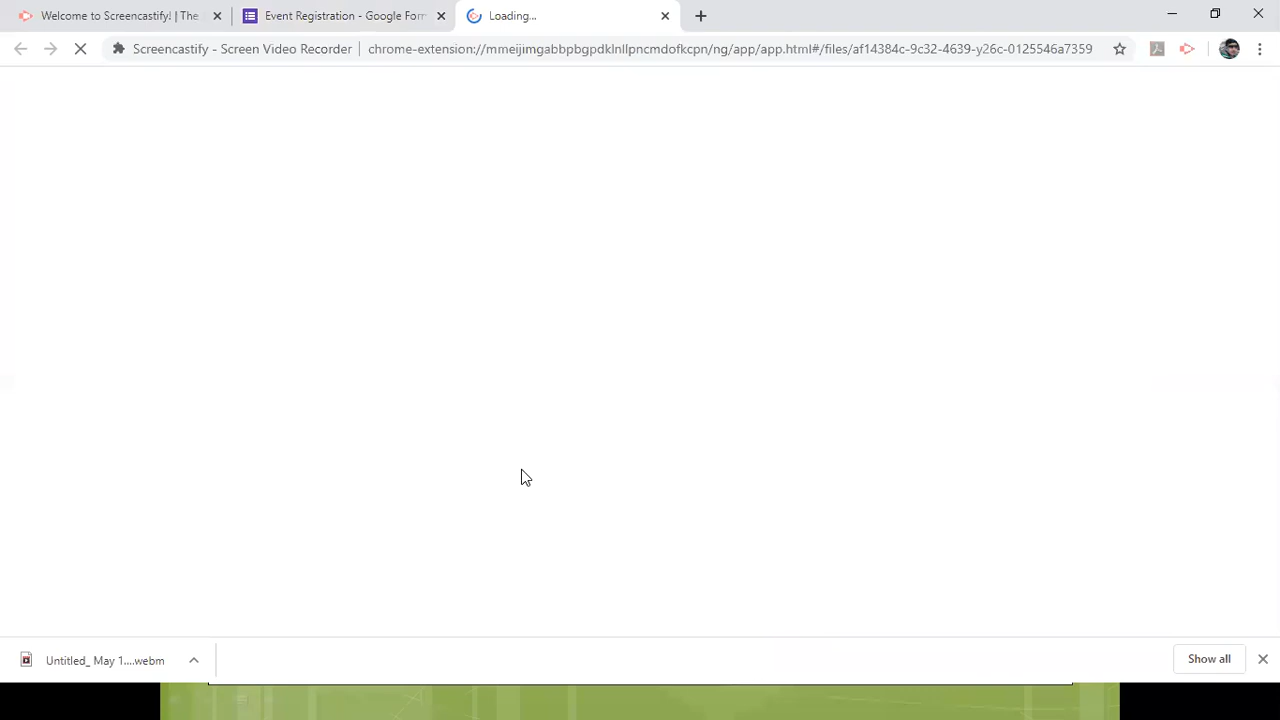 Welcome to Screencastify! | The
Event Registration - Google Form
Loading...
Screencastify - Screen Video Recorder
chrome-extension://mmeijimgabbpbgpdklnllpncmdofkcpn/ng/app/app.html#/files/af14384c-9c32-4639-y26c-0125546a7359
Untitled_ May 1....webm
Show all